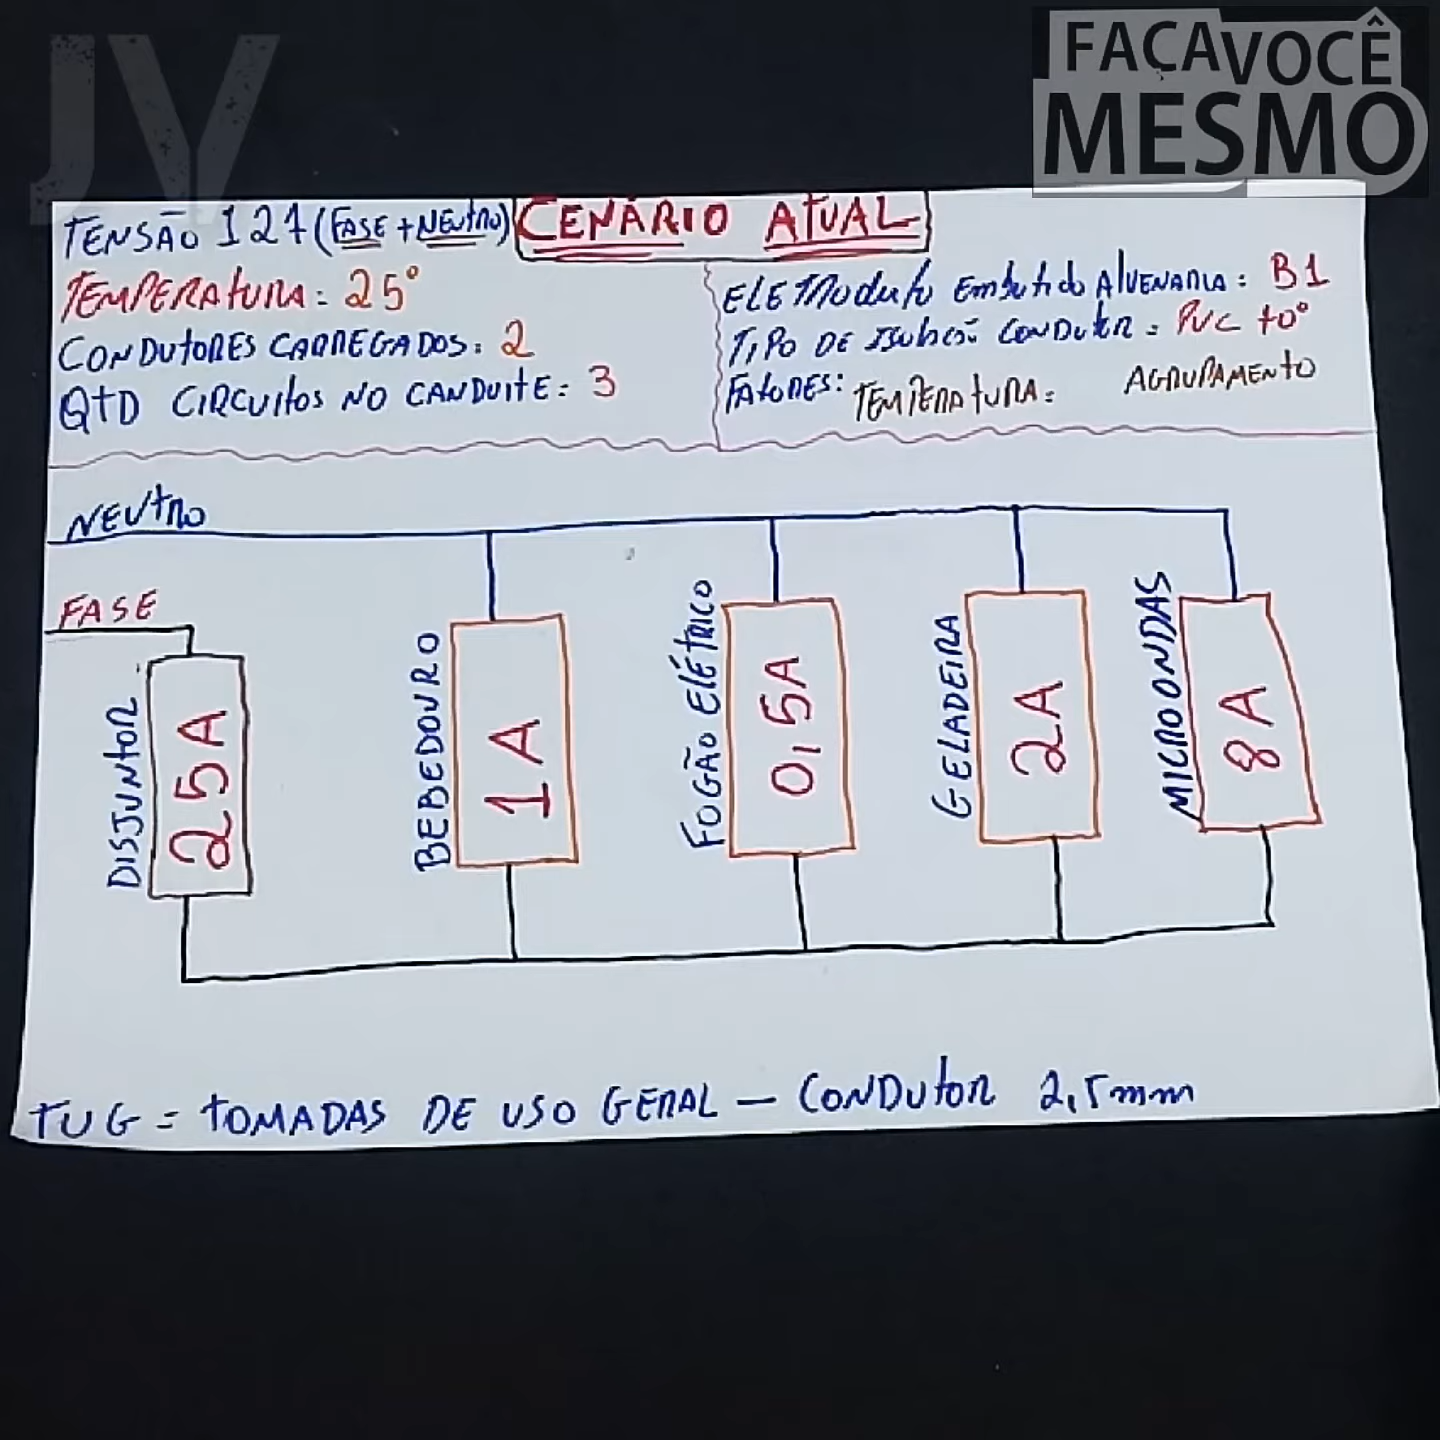 JY
FAÇA VOCÊ
MESMO
TENSÃO 127 (FASE + NEUTRO)
CENÁRIO ATUAL
TEMPERATURA: 25°
CONDUTORES CARREGADOS: 2
QTD CIRCUITOS NO CANDUITE: 3
ELETRODUTO EMBUTIDO ALVENARIA: B1
TIPO DE ISOLAÇÃO CONDUTOR: PVC 70°
FATORES: TEMPERATURA: AGRUPAMENTO
NEUTRO
FASE
DISJUNTOR
25A
BEBEDOURO
1A
FOGÃO ELÉTRICO
0,5A
GELADEIRA
2A
MICROONDAS
8A
TUG = TOMADAS DE USO GERAL - CONDUTOR 2,5mm